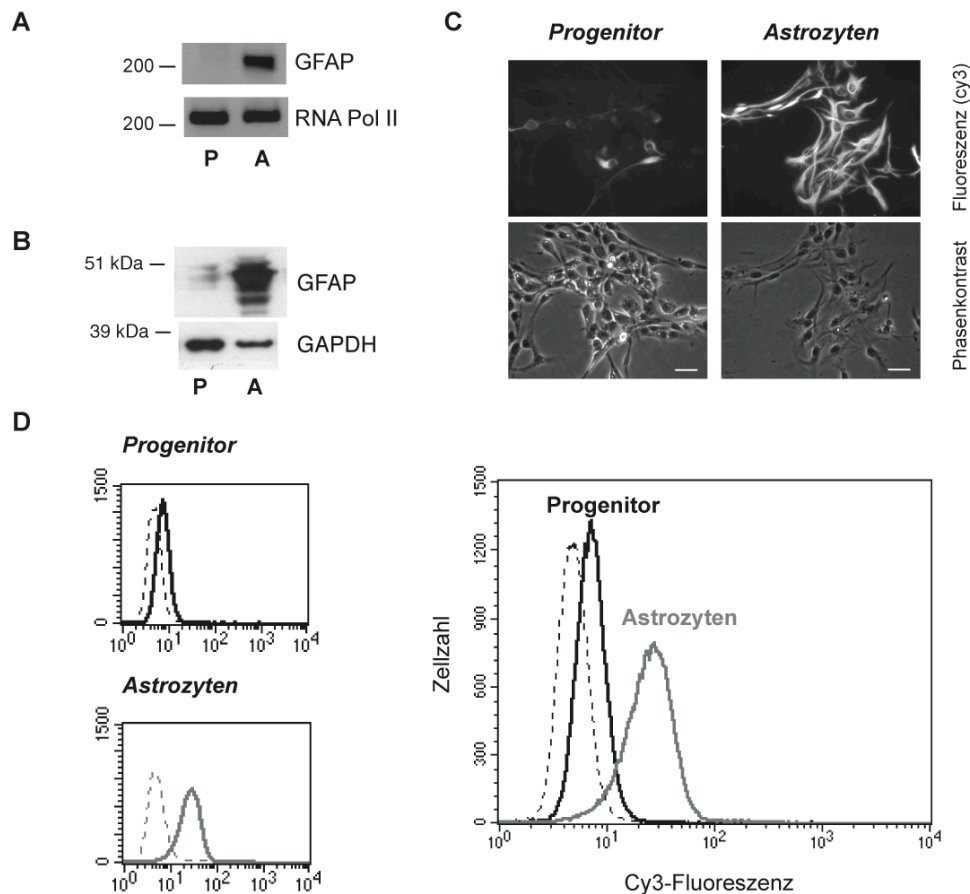 A
200
GFAP
200
RNA Pol II
P A
B
51 kDa
GFAP
39 kDa
GAPDH
P A
C
Progenitor Astrozyten
Fluoreszenz (cy3)
Phasenkontrast
D
Progenitor
1500
0
10^0 10^1 10^2 10^3 10^4
Astrozyten
1500
0
10^0 10^1 10^2 10^3 10^4
Zellzahl
1500
1200
900
600
300
0
Progenitor
Astrozyten
10^0 10^1 10^2 10^3 10^4
Cy3-Fluoreszenz